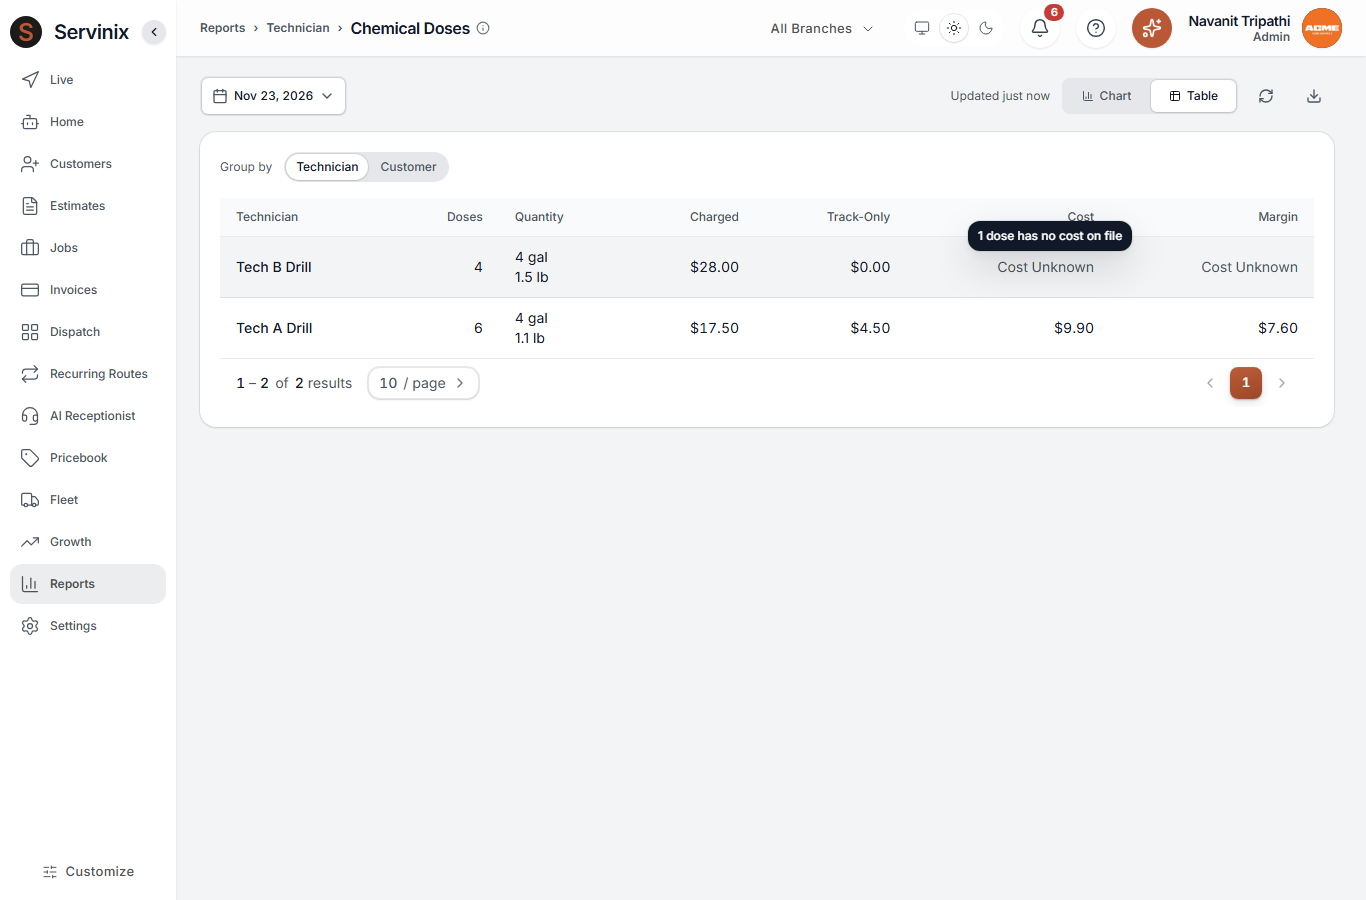 Servinix
Live
Home
Customers
Estimates
Jobs
Invoices
Dispatch
Recurring Routes
AI Receptionist
Pricebook
Fleet
Growth
Reports
Settings
Customize
Reports › Technician › Chemical Doses
All Branches
6
Navanit Tripathi
Admin
ACME
Nov 23, 2026
Updated just now
Chart
Table
Group by
Technician
Customer
Technician Doses Quantity Charged Track-Only Cost Margin
1 dose has no cost on file
Tech B Drill 4 4 gal 1.5 lb $28.00 $0.00 Cost Unknown Cost Unknown
Tech A Drill 6 4 gal 1.1 lb $17.50 $4.50 $9.90 $7.60
1 – 2 of 2 results
10 / page
1